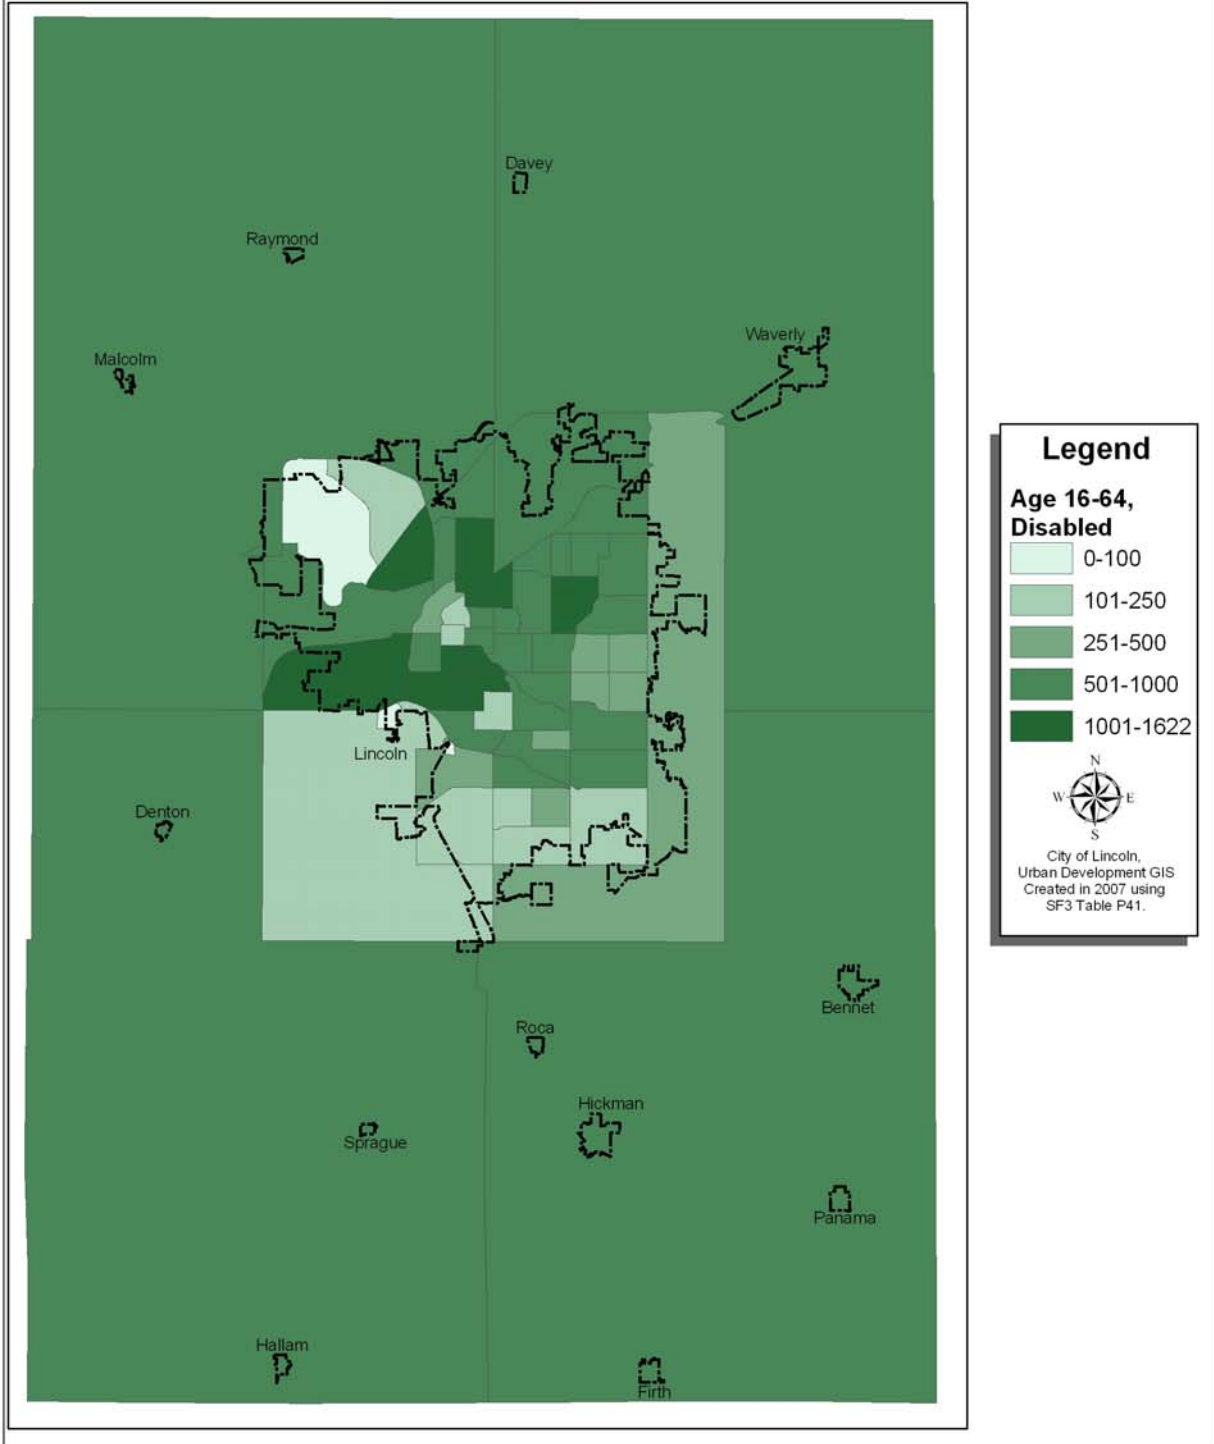 Davey
Raymond
Waverly
Malcolm
Lincoln
Denton
Bennet
Roca
Hickman
Sprague
Panama
Hallam
Firth
Legend
Age 16-64,
Disabled
0-100
101-250
251-500
501-1000
1001-1622
N
W
E
S
City of Lincoln,
Urban Development GIS
Created in 2007 using
SF3 Table P41.